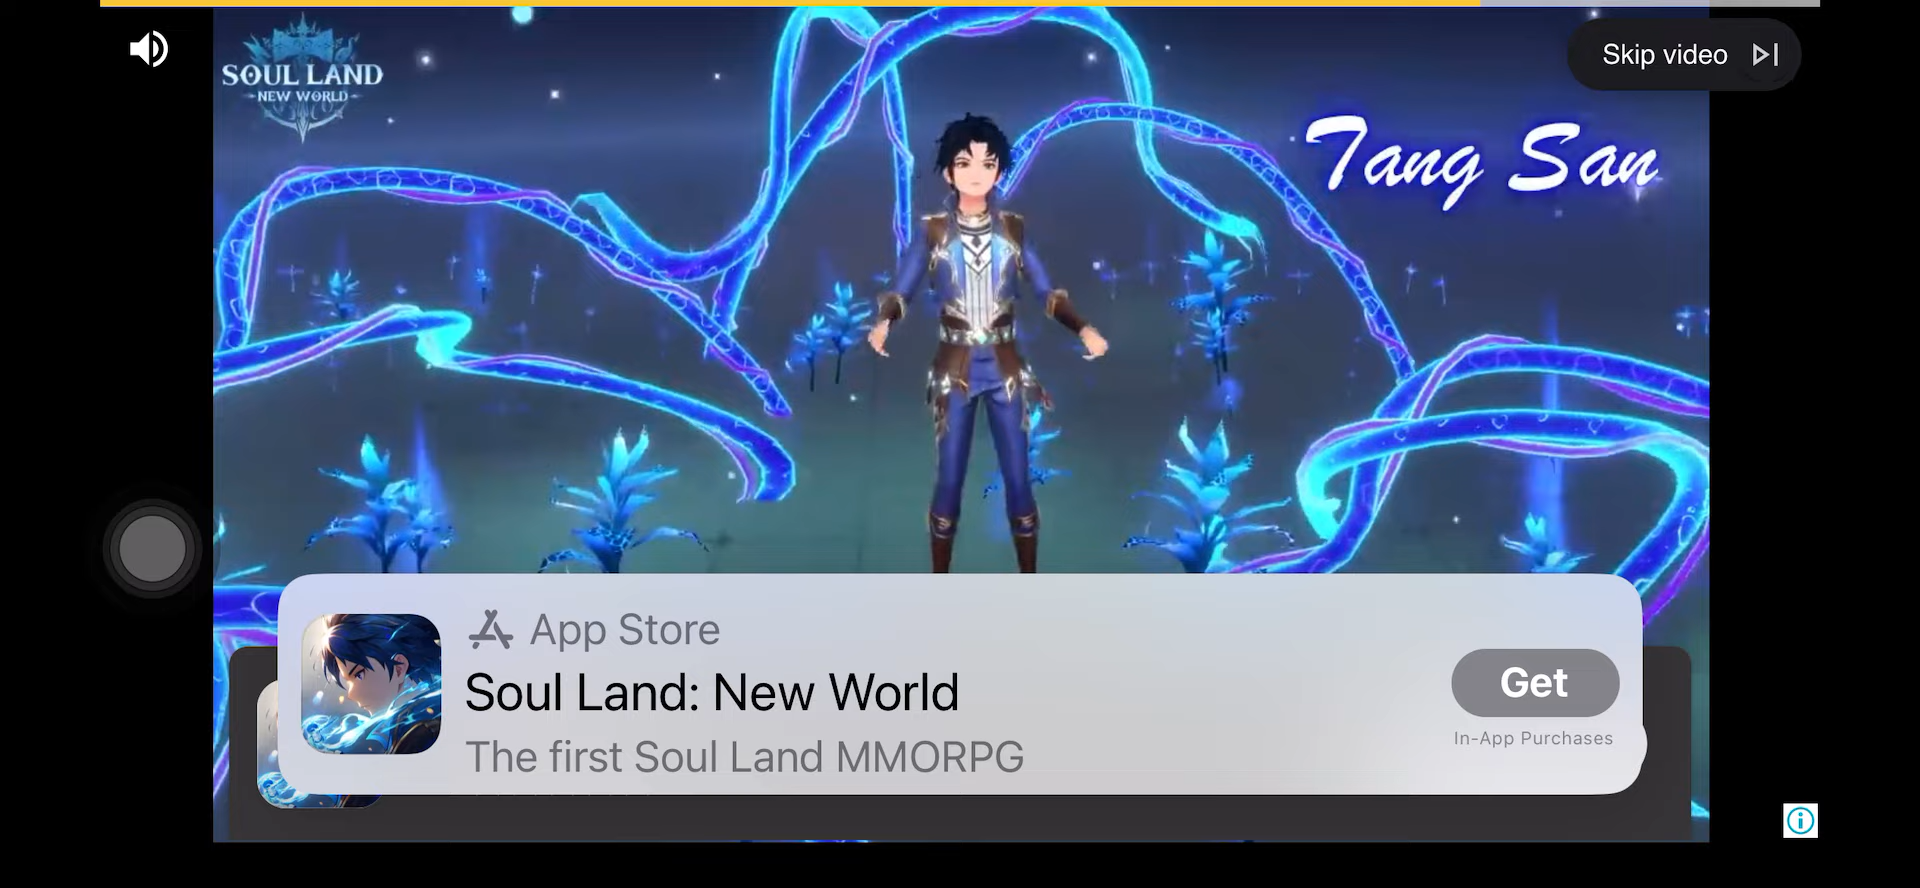 SOUL LAND
NEW WORLD
Skip video
Tang San
App Store
Soul Land: New World
The first Soul Land MMORPG
Get
In-App Purchases